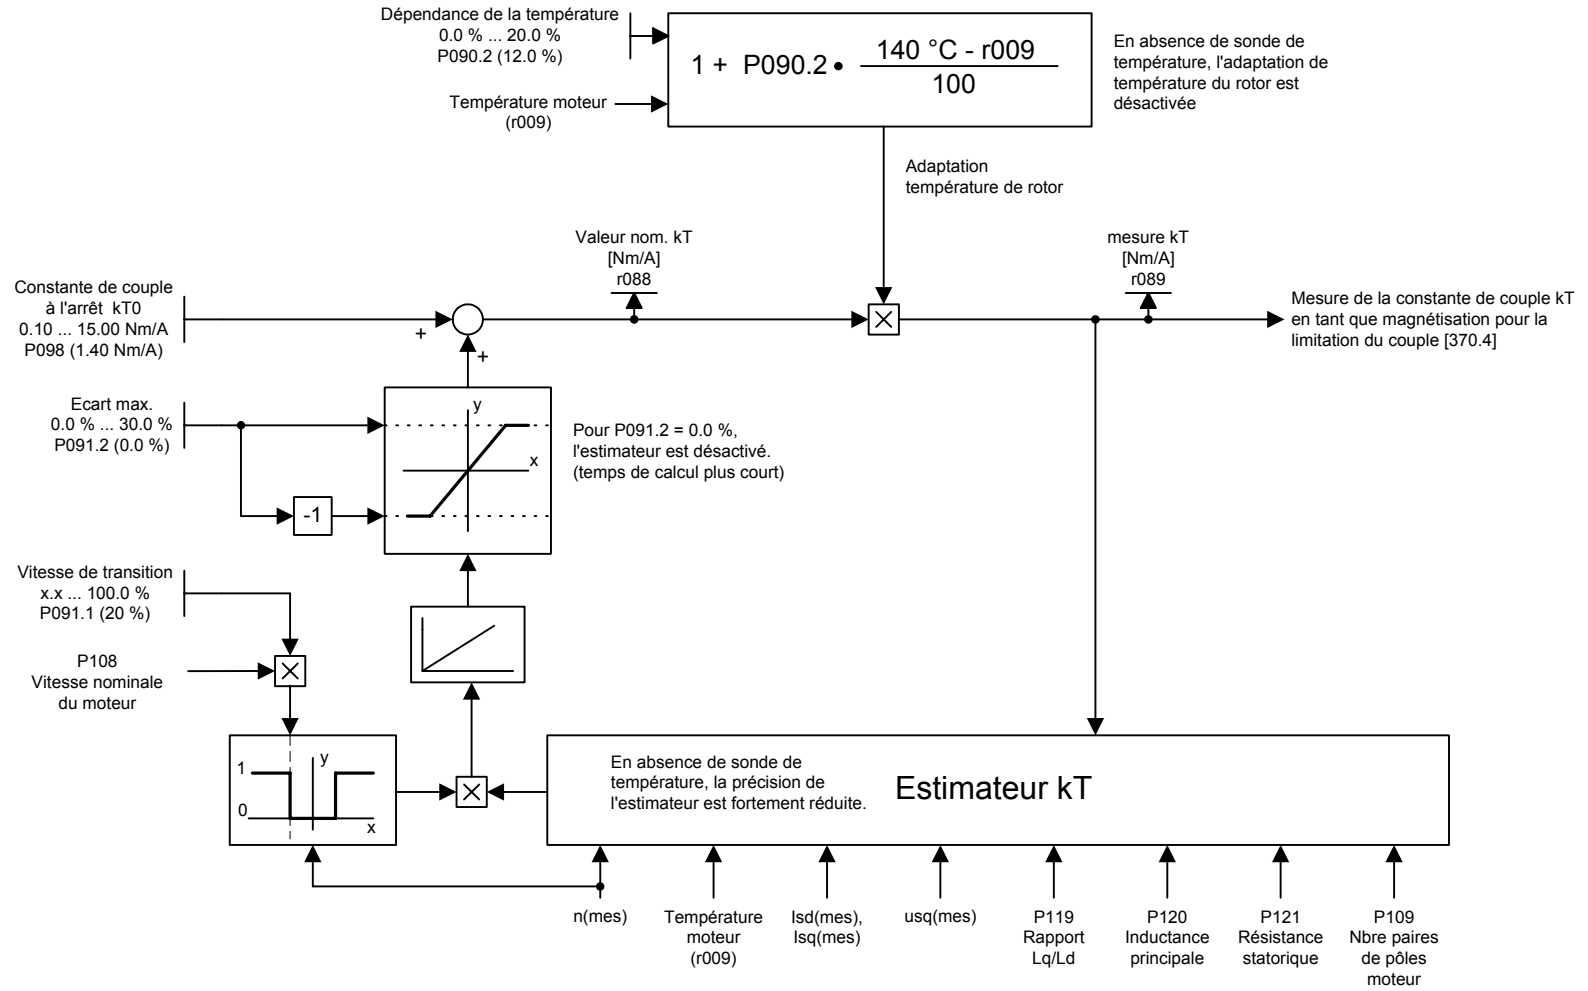 Dépendance de la température
0.0 % ... 20.0 %
P090.2 (12.0 %)
Température moteur
(r009)
1 + P090.2 • 140 °C - r009
100
En absence de sonde de
température, l'adaptation de
température du rotor est
désactivée
Adaptation
température de rotor
Valeur nom. kT
[Nm/A]
r088
mesure kT
[Nm/A]
r089
Constante de couple
à l'arrêt kT0
0.10 ... 15.00 Nm/A
P098 (1.40 Nm/A)
+
+
Mesure de la constante de couple kT
en tant que magnétisation pour la
limitation du couple [370.4]
Ecart max.
0.0 % ... 30.0 %
P091.2 (0.0 %)
-1
y
x
Pour P091.2 = 0.0 %,
l'estimateur est désactivé.
(temps de calcul plus court)
Vitesse de transition
x.x ... 100.0 %
P091.1 (20 %)
P108
Vitesse nominale
du moteur
1
0
y
x
En absence de sonde de
température, la précision de
l'estimateur est fortement réduite.
Estimateur kT
n(mes)
Température
moteur
(r009)
Isd(mes),
Isq(mes)
usq(mes)
P119
Rapport
Lq/Ld
P120
Inductance
principale
P121
Résistance
statorique
P109
Nbre paires
de pôles
moteur